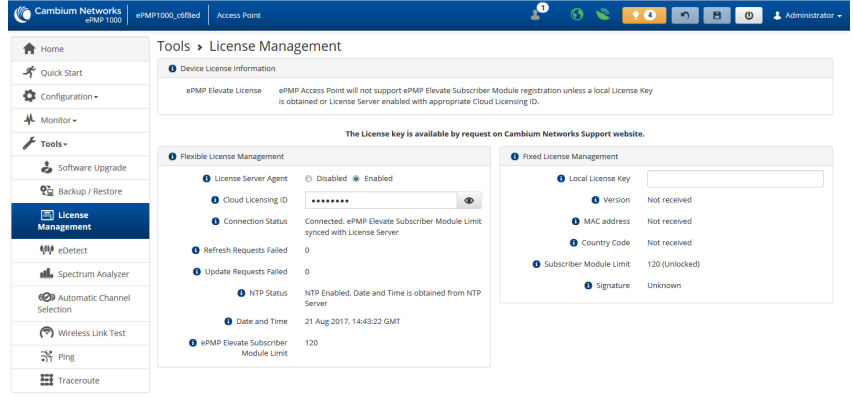 Cambium Networks
ePMP 1000
ePMP1000_c6f8ed
Access Point
1
4
Administrator
Home
Quick Start
Configuration
Monitor
Tools
Software Upgrade
Backup / Restore
License
Management
eDetect
Spectrum Analyzer
Automatic Channel
Selection
Wireless Link Test
Ping
Traceroute
Tools > License Management
Device License Information
ePMP Elevate License
ePMP Access Point will not support ePMP Elevate Subscriber Module registration unless a local License Key
is obtained or License Server enabled with appropriate Cloud Licensing ID.
The License key is available by request on Cambium Networks Support website.
Flexible License Management
License Server Agent Disabled Enabled
Cloud Licensing ID ••••••••
Connection Status Connected. ePMP Elevate Subscriber Module Limit
synced with License Server
Refresh Requests Failed 0
Update Requests Failed 0
NTP Status NTP Enabled. Date and Time is obtained from NTP
Server
Date and Time 21 Aug 2017, 14:43:22 GMT
ePMP Elevate Subscriber 120
Module Limit
Fixed License Management
Local License Key
Version Not received
MAC address Not received
Country Code Not received
Subscriber Module Limit 120 (Unlocked)
Signature Unknown